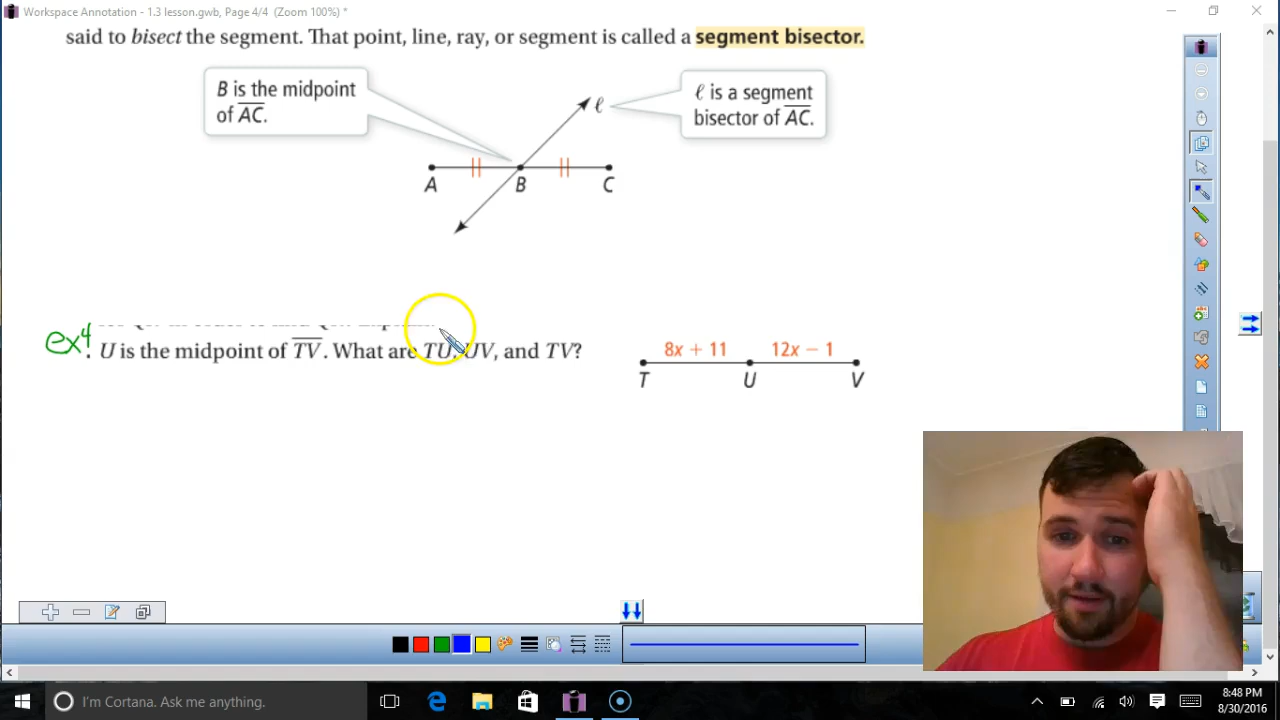 Workspace Annotation - 1.3 lesson.gwb, Page 4/4 (Zoom 100%) *
said to bisect the segment. That point, line, ray, or segment is called a segment bisector.
B is the midpoint
of AC.
ℓ
ℓ is a segment
bisector of AC.
A
B
C
ex4
. U is the midpoint of TV. What are TU, UV, and TV?
8x + 11
12x − 1
T
U
V
I'm Cortana. Ask me anything.
8:48 PM
8/30/2016